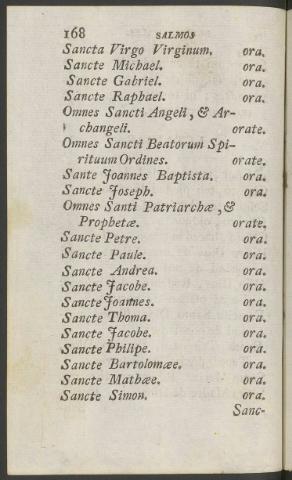 168 SALMOS
Sancta Virgo Virginum. ora.
Sancte Michael. ora.
Sancte Gabriel. ora.
Sancte Raphael. ora.
Omnes Sancti Angeli, & Ar-
changeli. orate.
Omnes Sancti Beatorum Spi-
rituum Ordines. orate.
Sante Joannes Baptista. ora.
Sancte Joseph. ora.
Omnes Santi Patriarchæ, &
Prophetæ. orate.
Sancte Petre. ora.
Sancte Paule. ora.
Sancte Andrea. ora.
Sancte Jacobe. ora.
Sancte Joannes. ora.
Sancte Thoma. ora.
Sancte Jacobe. ora.
Sancte Philipe. ora.
Sancte Bartolomæe. ora.
Sancte Mathæe. ora.
Sancte Simon. ora.
Sanc-